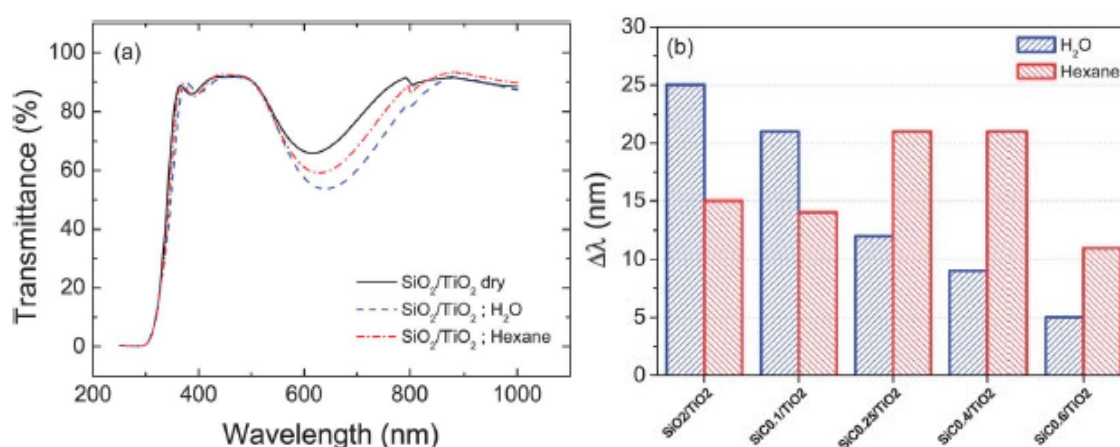 (a)
100
80
60
40
20
0
Transmittance (%)
SiO₂/TiO₂ dry
SiO₂/TiO₂ ; H₂O
SiO₂/TiO₂ ; Hexane
200 400 600 800 1000
Wavelength (nm)
(b)
H₂O
Hexane
30
25
20
15
10
5
0
Δλ (nm)
SiO2/TiO2
SiC0.1/TiO2
SiC0.25/TiO2
SiC0.4/TiO2
SiC0.6/TiO2